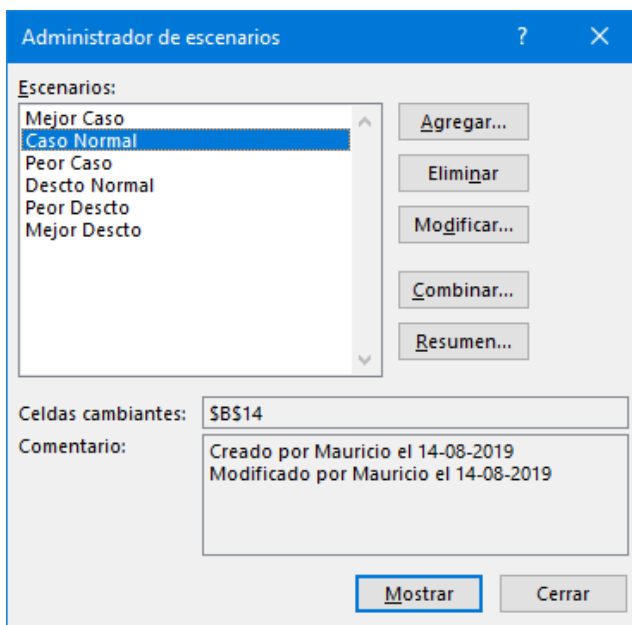 Administrador de escenarios ?
Escenarios:
Mejor Caso
Caso Normal
Peor Caso
Descto Normal
Peor Descto
Mejor Descto
Agregar...
Eliminar
Modificar...
Combinar...
Resumen...
Celdas cambiantes: $B$14
Comentario: Creado por Mauricio el 14-08-2019
Modificado por Mauricio el 14-08-2019
Mostrar Cerrar